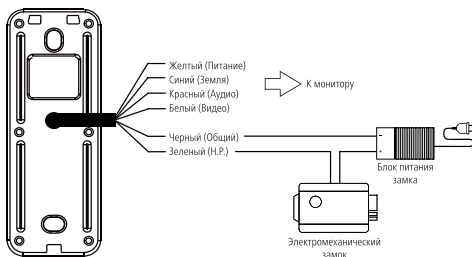 Желтый (Питание)
Синий (Земля)
Красный (Аудио)
Белый (Видео)
К монитору
Черный (Общий)
Зеленый (Н.Р.)
-
+
Блок питания
замка
Электромеханический
замок